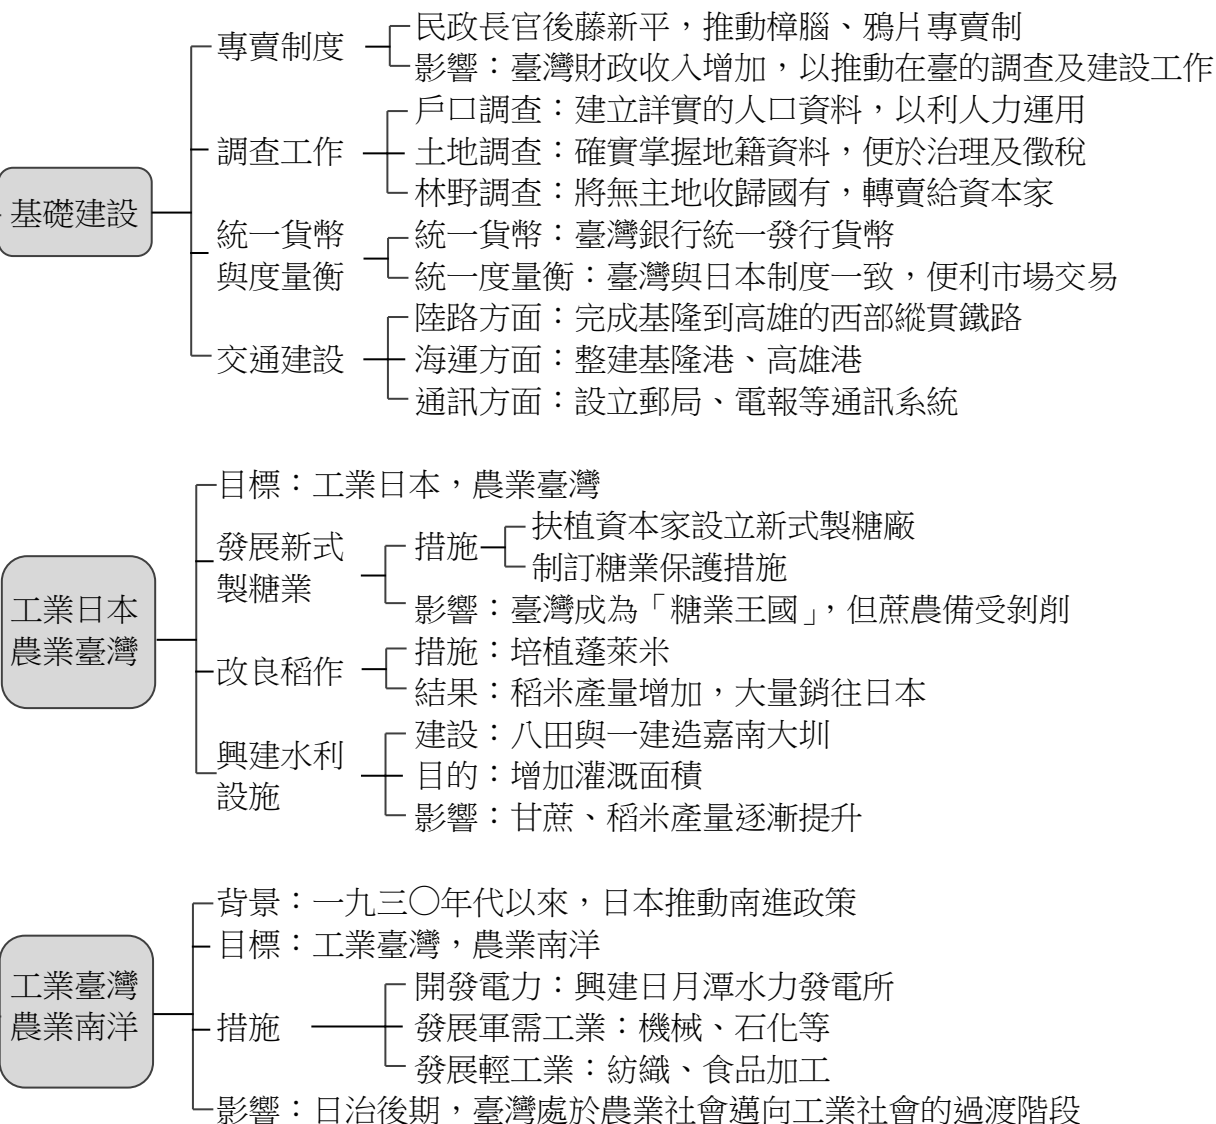 基礎建設
專賣制度
民政長官後藤新平，推動樟腦、鴉片專賣制
影響：臺灣財政收入增加，以推動在臺的調查及建設工作
調查工作
戶口調查：建立詳實的人口資料，以利人力運用
土地調查：確實掌握地籍資料，便於治理及徵稅
林野調查：將無主地收歸國有，轉賣給資本家
統一貨幣
與度量衡
統一貨幣：臺灣銀行統一發行貨幣
統一度量衡：臺灣與日本制度一致，便利市場交易
交通建設
陸路方面：完成基隆到高雄的西部縱貫鐵路
海運方面：整建基隆港、高雄港
通訊方面：設立郵局、電報等通訊系統
工業日本
農業臺灣
目標：工業日本，農業臺灣
發展新式
製糖業
措施
扶植資本家設立新式製糖廠
制訂糖業保護措施
影響：臺灣成為「糖業王國」，但蔗農備受剝削
改良稻作
措施：培植蓬萊米
結果：稻米產量增加，大量銷往日本
興建水利
設施
建設：八田與一建造嘉南大圳
目的：增加灌溉面積
影響：甘蔗、稻米產量逐漸提升
工業臺灣
農業南洋
背景：一九三〇年代以來，日本推動南進政策
目標：工業臺灣，農業南洋
措施
開發電力：興建日月潭水力發電所
發展軍需工業：機械、石化等
發展輕工業：紡織、食品加工
影響：日治後期，臺灣處於農業社會邁向工業社會的過渡階段